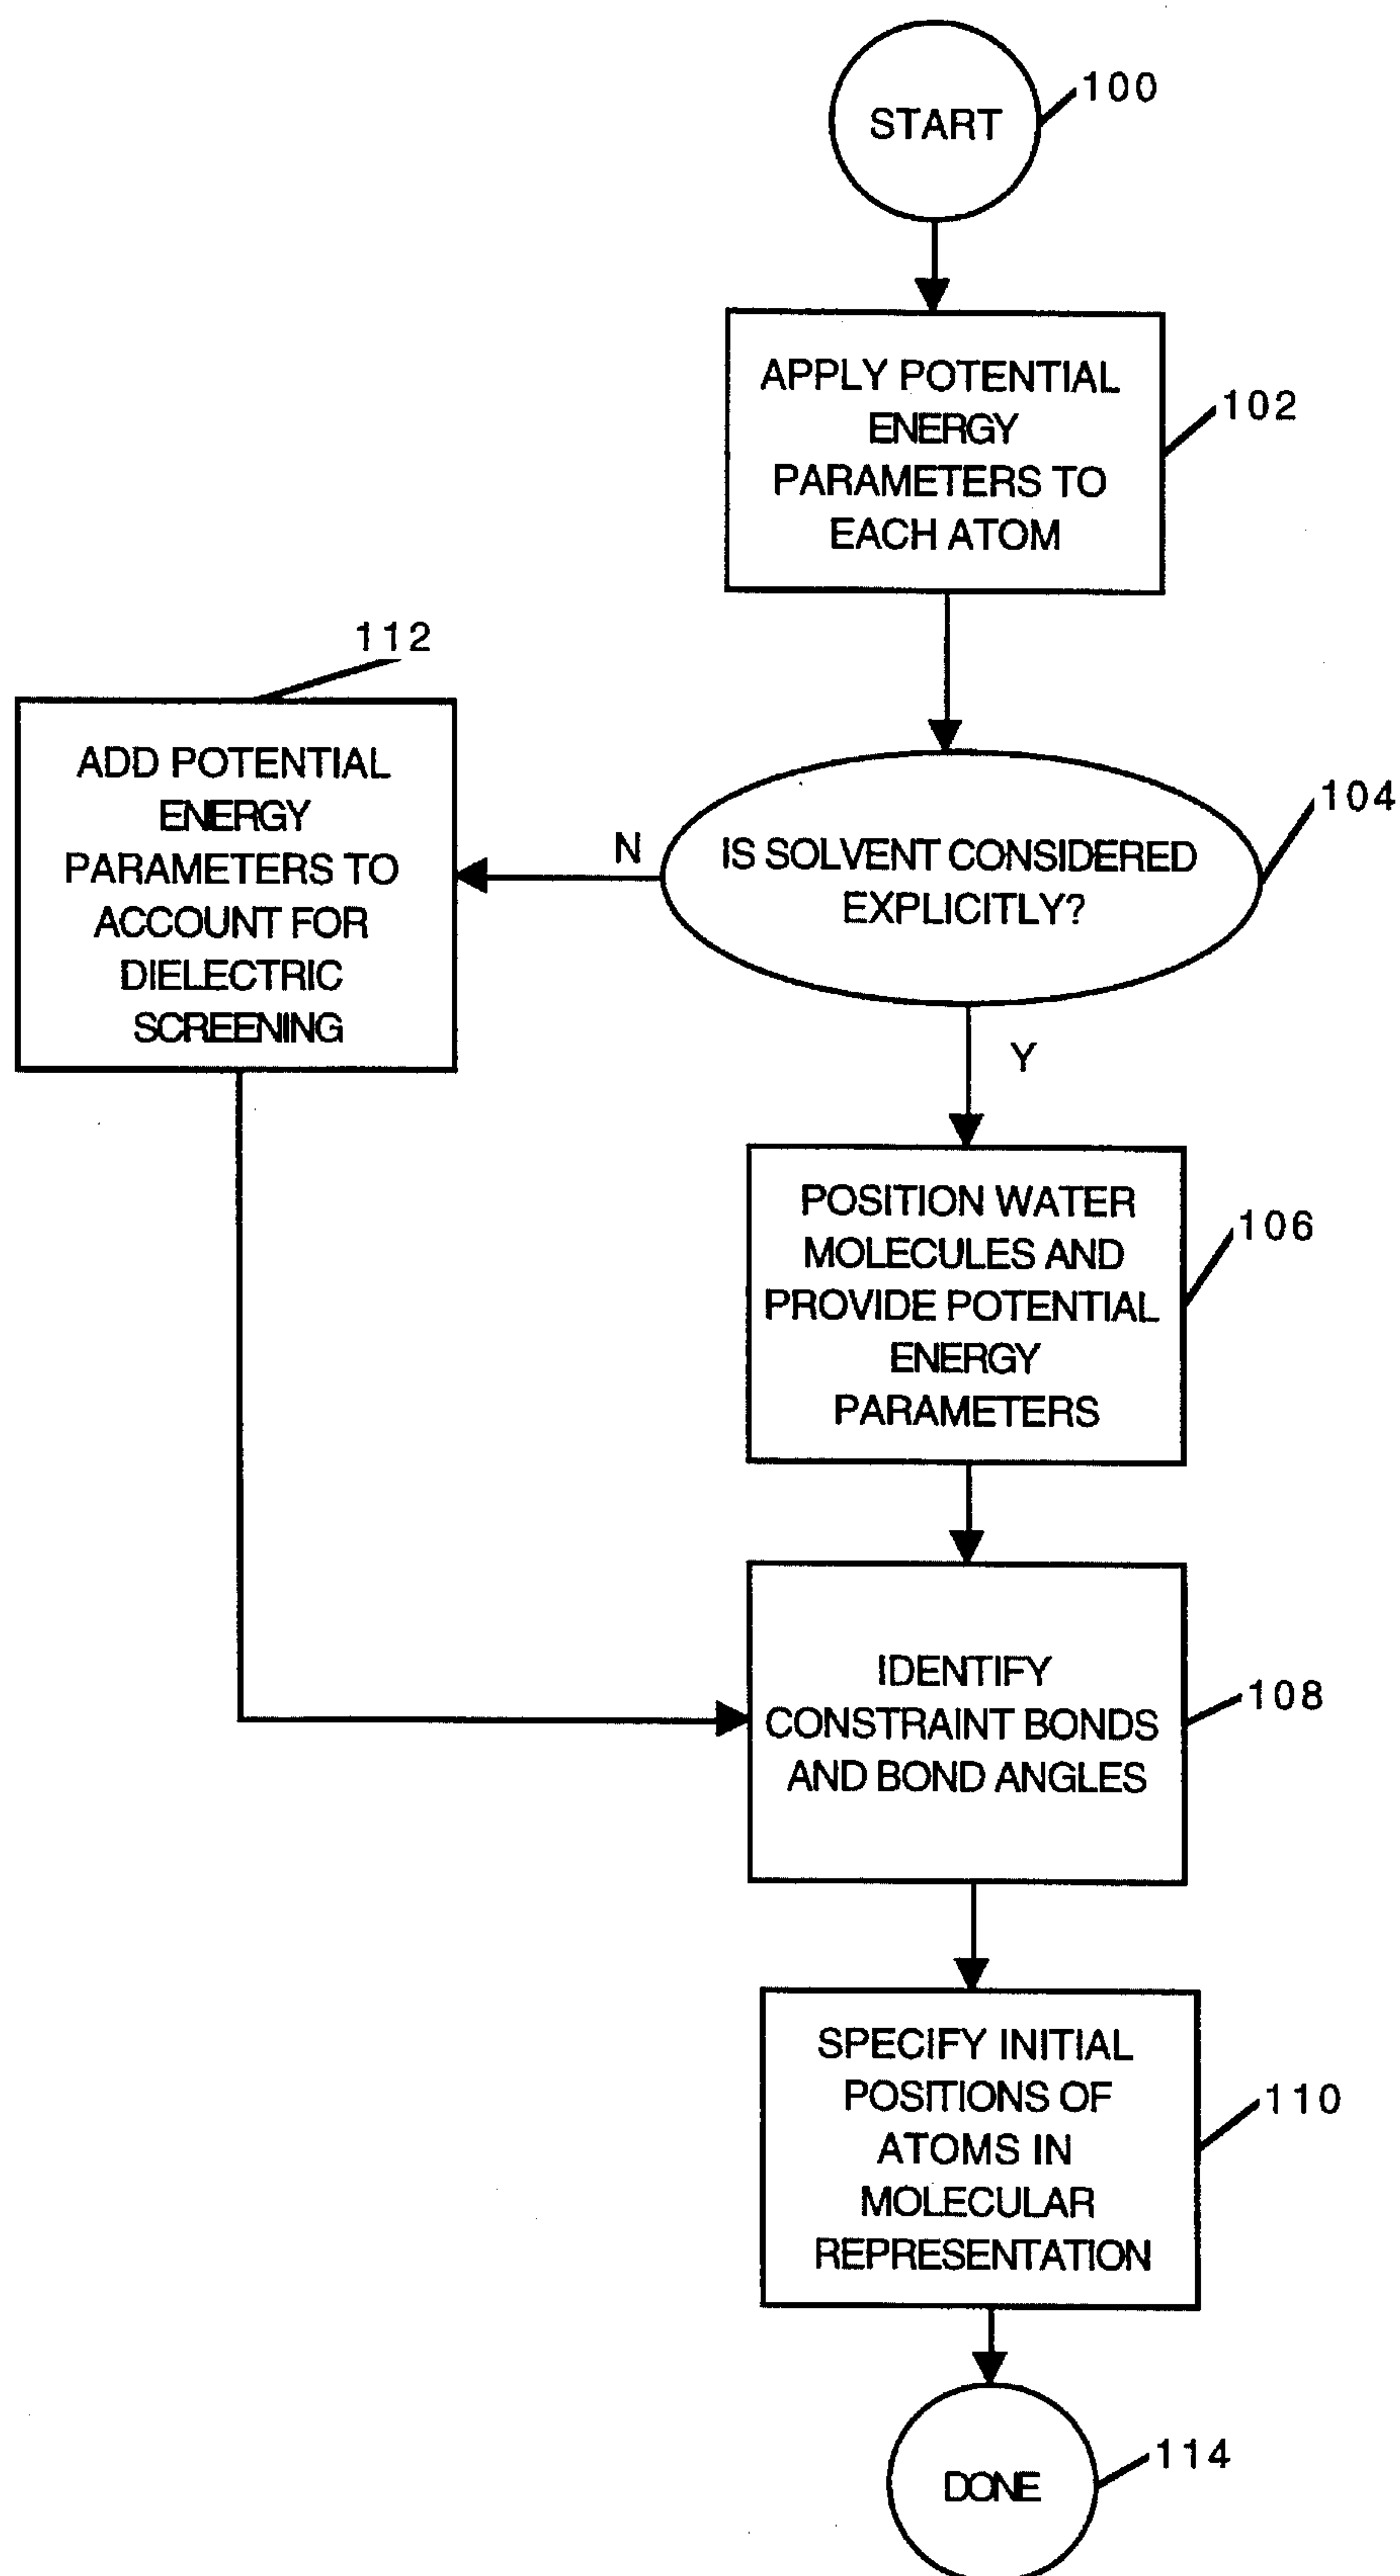 START
100
APPLY POTENTIAL
ENERGY
PARAMETERS TO
EACH ATOM
102
112
ADD POTENTIAL
ENERGY
PARAMETERS TO
ACCOUNT FOR
DIELECTRIC
SCREENING
N
IS SOLVENT CONSIDERED
EXPLICITLY?
104
Y
POSITION WATER
MOLECULES AND
PROVIDE POTENTIAL
ENERGY
PARAMETERS
106
IDENTIFY
CONSTRAINT BONDS
AND BOND ANGLES
108
SPECIFY INITIAL
POSITIONS OF
ATOMS IN
MOLECULAR
REPRESENTATION
110
DONE
114